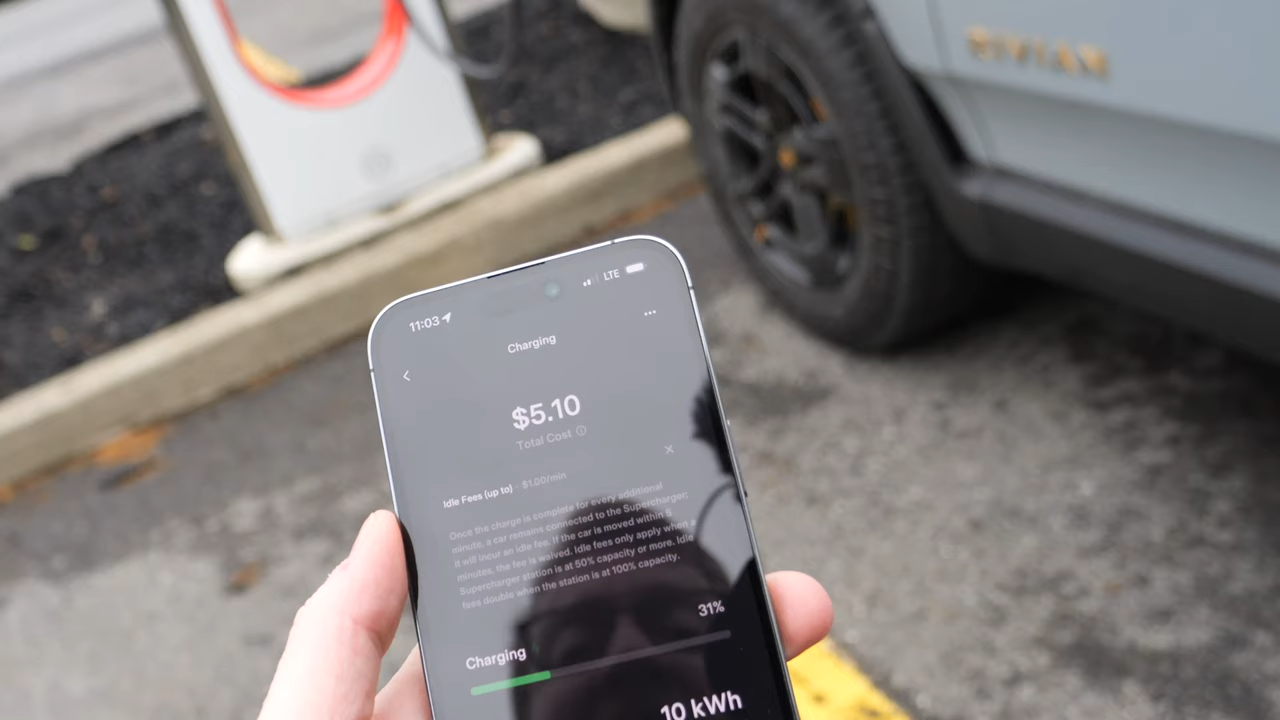 RIVIAN
11:03
LTE
Charging
$5.10
Total Cost
Idle Fees (up to) · $1.00/min
Once the charge is complete for every additional
minute, a car remains connected to the Supercharger;
it will incur an idle fee. If the car is moved within 5
minutes, the fee is waived. Idle fees only apply when a
Supercharger station is at 50% capacity or more. Idle
fees double when the station is at 100% capacity.
31%
Charging
10 kWh